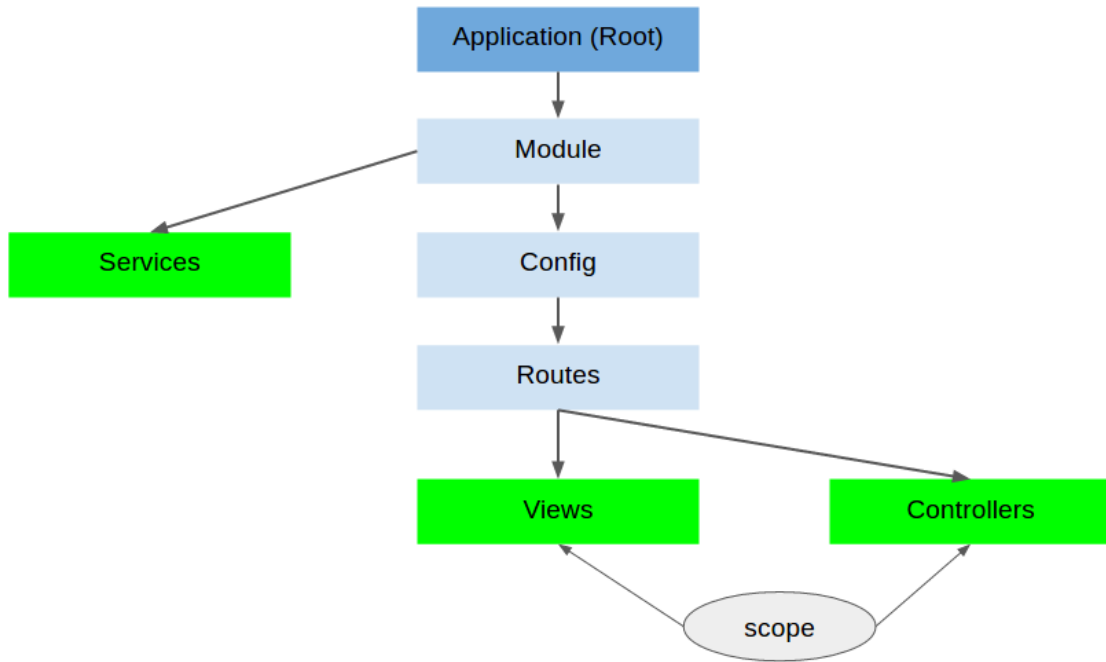 Application (Root)
Module
Services
Config
Routes
Views
Controllers
scope